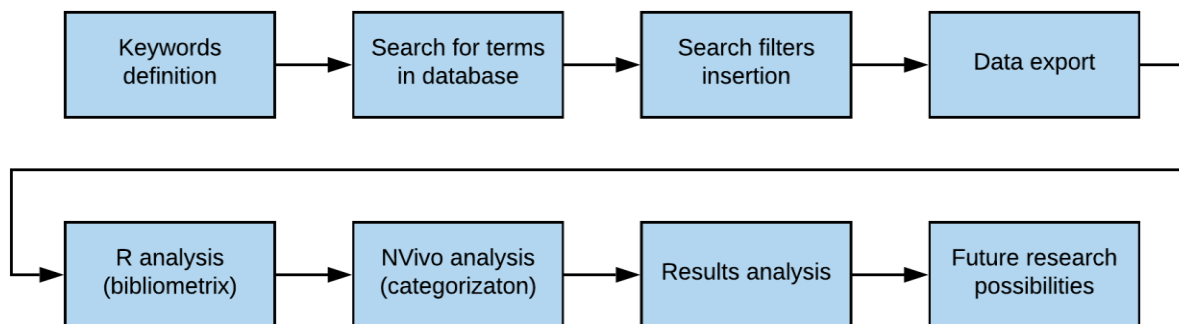 Keywords
definition
Search for terms
in database
Search filters
insertion
Data export
R analysis
(bibliometrix)
NVivo analysis
(categorizaton)
Results analysis
Future research
possibilities